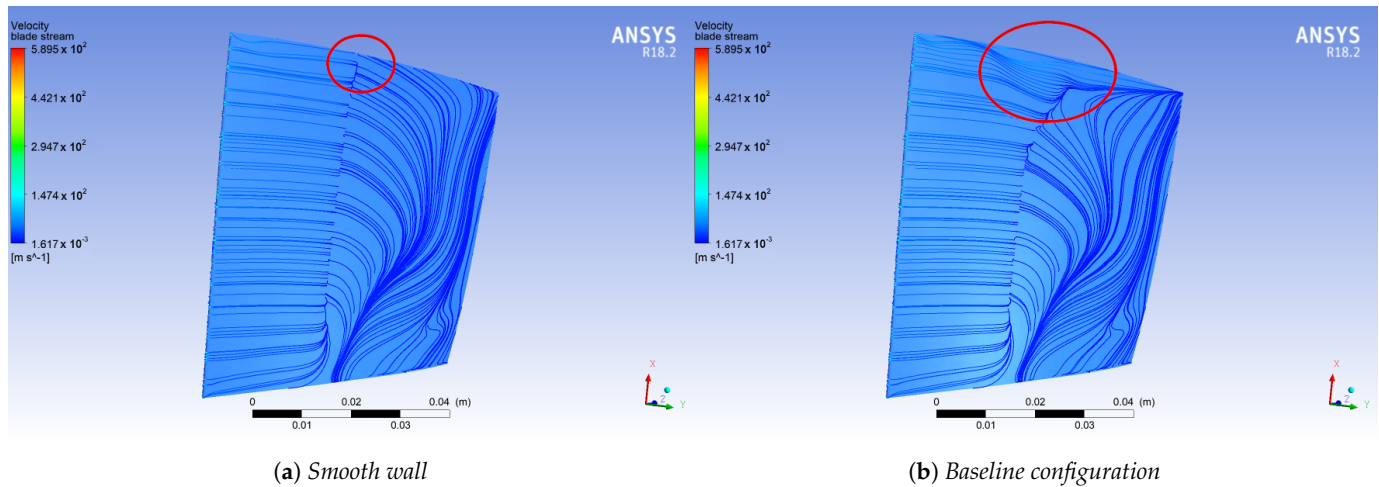 Velocity
blade stream
5.895 x 10²
4.421 x 10²
2.947 x 10²
1.474 x 10²
1.617 x 10⁻³
[m s^-1]
ANSYS
R18.2
0 0.02 0.04 (m)
0.01 0.03
X
Z
Y
(a) Smooth wall
Velocity
blade stream
5.895 x 10²
4.421 x 10²
2.947 x 10²
1.474 x 10²
1.617 x 10⁻³
[m s^-1]
ANSYS
R18.2
0 0.02 0.04 (m)
0.01 0.03
X
Z
Y
(b) Baseline configuration